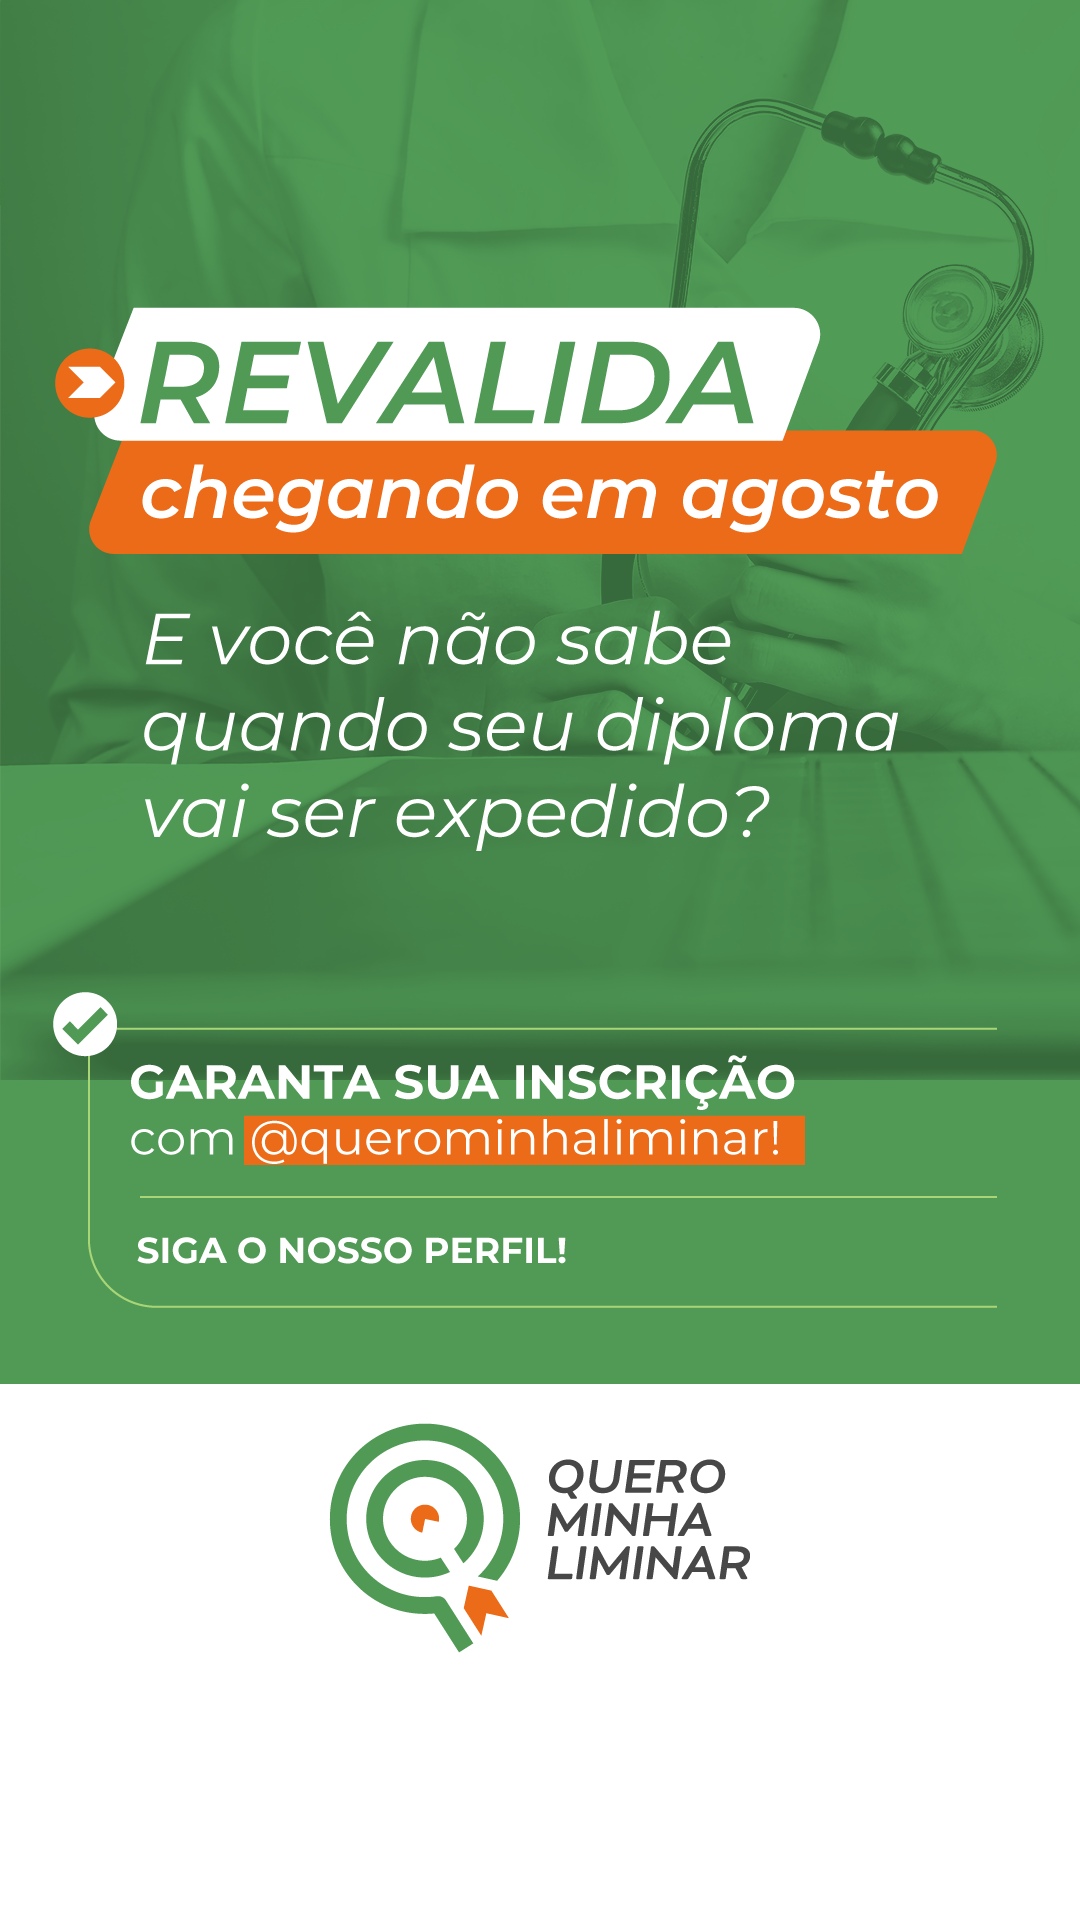 REVALIDA
chegando em agosto
E você não sabe
quando seu diploma
vai ser expedido?
GARANTA SUA INSCRIÇÃO
com @querominhaliminar!
SIGA O NOSSO PERFIL!
QUERO
MINHA
LIMINAR